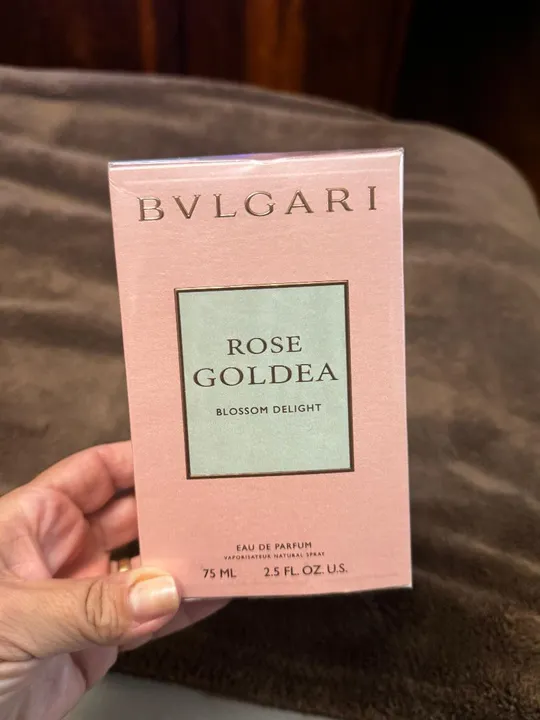 BVLGARI
ROSE
GOLDEA
BLOSSOM DELIGHT
EAU DE PARFUM
VAPORISATEUR NATURAL SPRAY
75 ML 2.5 FL. OZ. U.S.